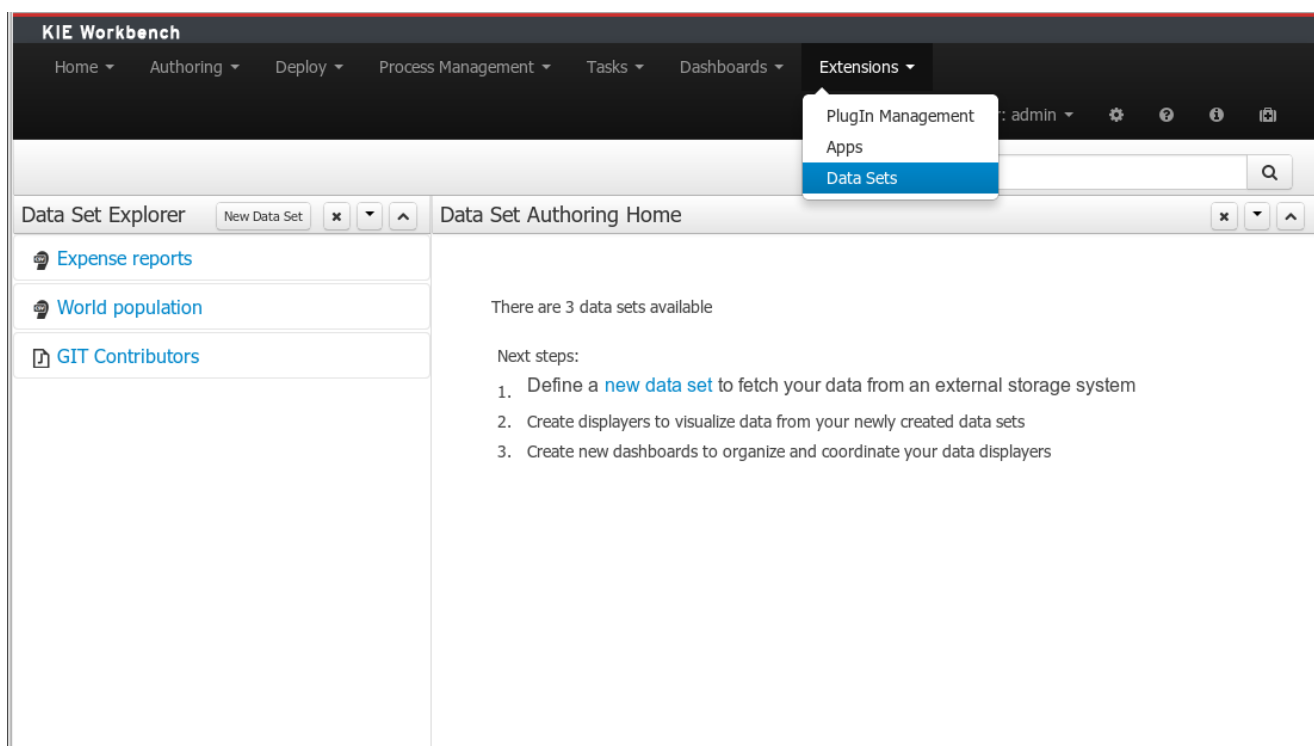 KIE Workbench
Home Authoring Deploy Process Management Tasks Dashboards Extensions
PlugIn Management
: admin
Apps
Data Sets
Data Set Explorer New Data Set Data Set Authoring Home
Expense reports
World population
GIT Contributors
There are 3 data sets available
Next steps:
1. Define a new data set to fetch your data from an external storage system
2. Create displayers to visualize data from your newly created data sets
3. Create new dashboards to organize and coordinate your data displayers